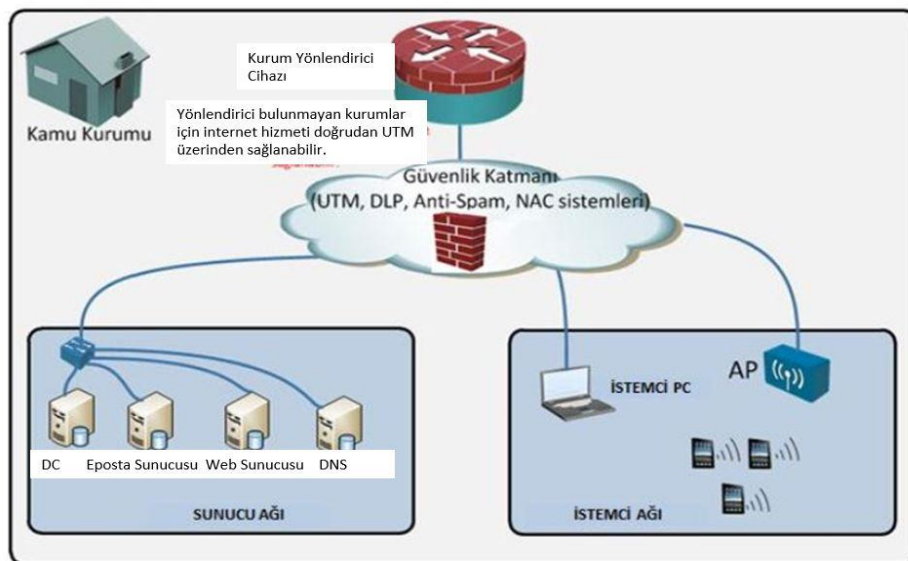 Kurum Yönlendirici
Cihazı
Kamu Kurumu
Yönlendirici bulunmayan kurumlar
için internet hizmeti doğrudan UTM
üzerinden sağlanabilir.
Güvenlik Katmanı
(UTM, DLP, Anti-Spam, NAC sistemleri)
DC
Eposta Sunucusu
Web Sunucusu
DNS
SUNUCU AĞI
İSTEMCİ PC
AP
İSTEMCİ AĞI